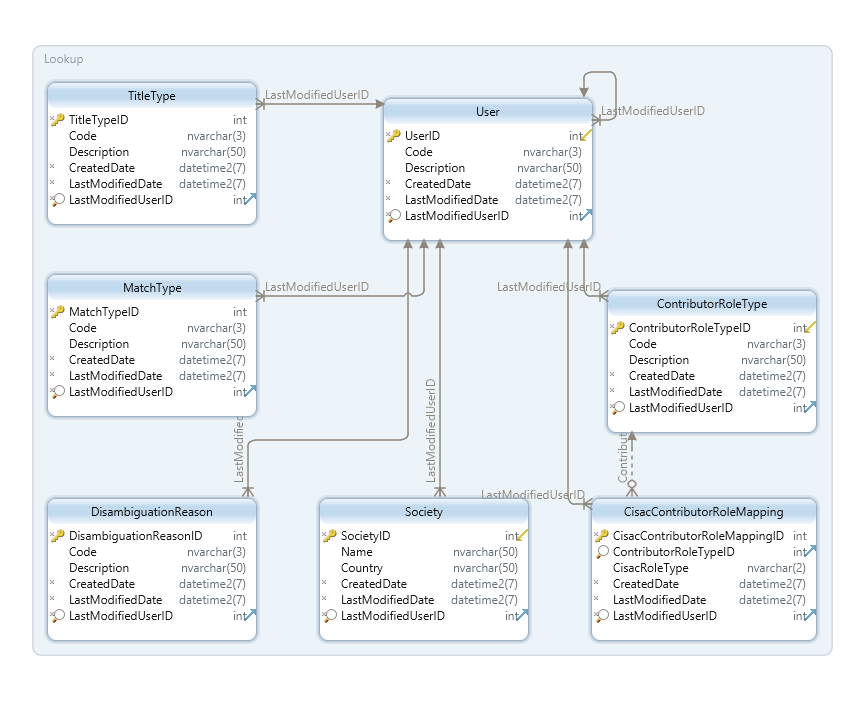 Lookup
TitleType
TitleTypeID int
Code nvarchar(3)
Description nvarchar(50)
CreatedDate datetime2(7)
LastModifiedDate datetime2(7)
LastModifiedUserID int
LastModifiedUserID
User
UserID int
Code nvarchar(3)
Description nvarchar(50)
CreatedDate datetime2(7)
LastModifiedDate datetime2(7)
LastModifiedUserID int
LastModifiedUserID
MatchType
MatchTypeID int
Code nvarchar(3)
Description nvarchar(50)
CreatedDate datetime2(7)
LastModifiedDate datetime2(7)
LastModifiedUserID int
LastModifiedUserID
LastModifiedUserID
ContributorRoleType
ContributorRoleTypeID int
Code nvarchar(3)
Description nvarchar(50)
CreatedDate datetime2(7)
LastModifiedDate datetime2(7)
LastModifiedUserID int
LastModified
LastModifiedUserID
LastModifiedUserID
Contribut
DisambiguationReason
DisambiguationReasonID int
Code nvarchar(3)
Description nvarchar(50)
CreatedDate datetime2(7)
LastModifiedDate datetime2(7)
LastModifiedUserID int
Society
SocietyID int
Name nvarchar(50)
Country nvarchar(50)
CreatedDate datetime2(7)
LastModifiedDate datetime2(7)
LastModifiedUserID int
CisacContributorRoleMapping
CisacContributorRoleMappingID int
ContributorRoleTypeID int
CisacRoleType nvarchar(2)
CreatedDate datetime2(7)
LastModifiedDate datetime2(7)
LastModifiedUserID int